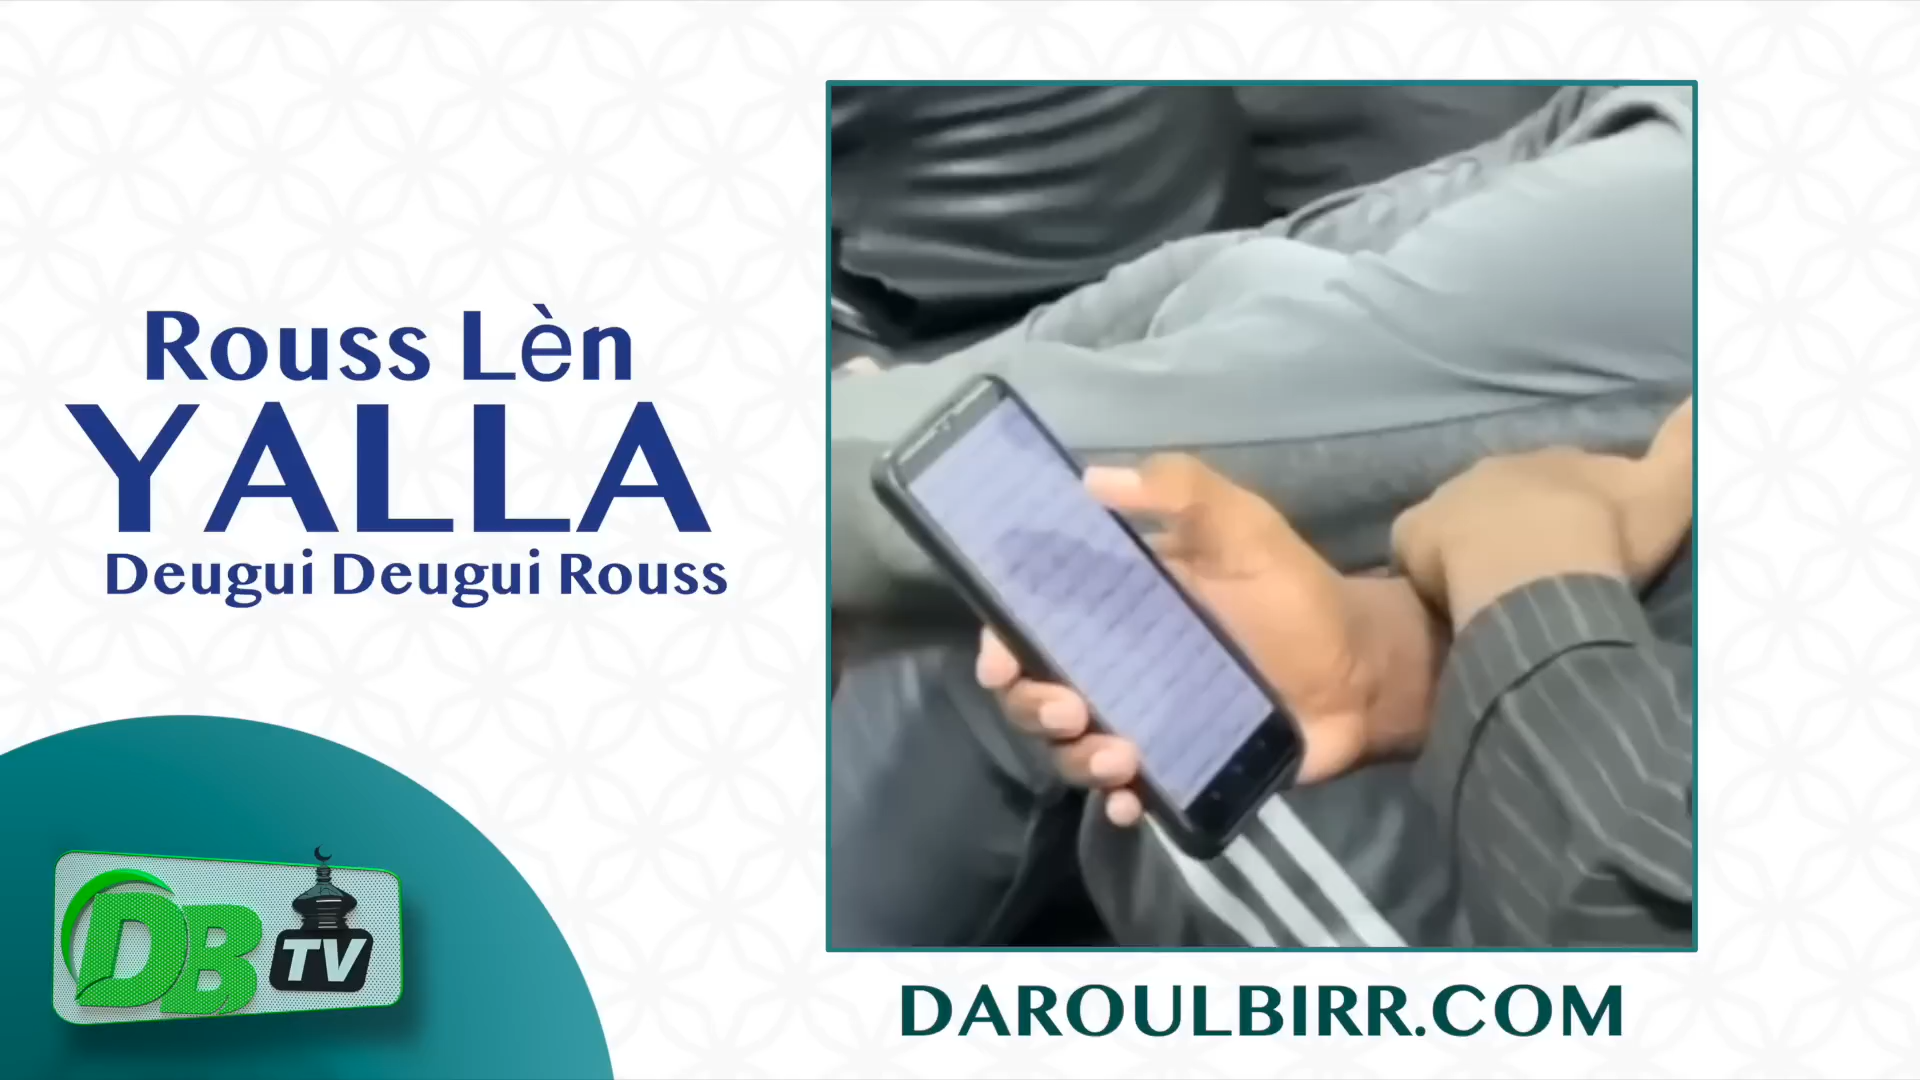 Rouss Lèn
YALLA
Deugui Deugui Rouss
DB TV
DAROULBIRR.COM